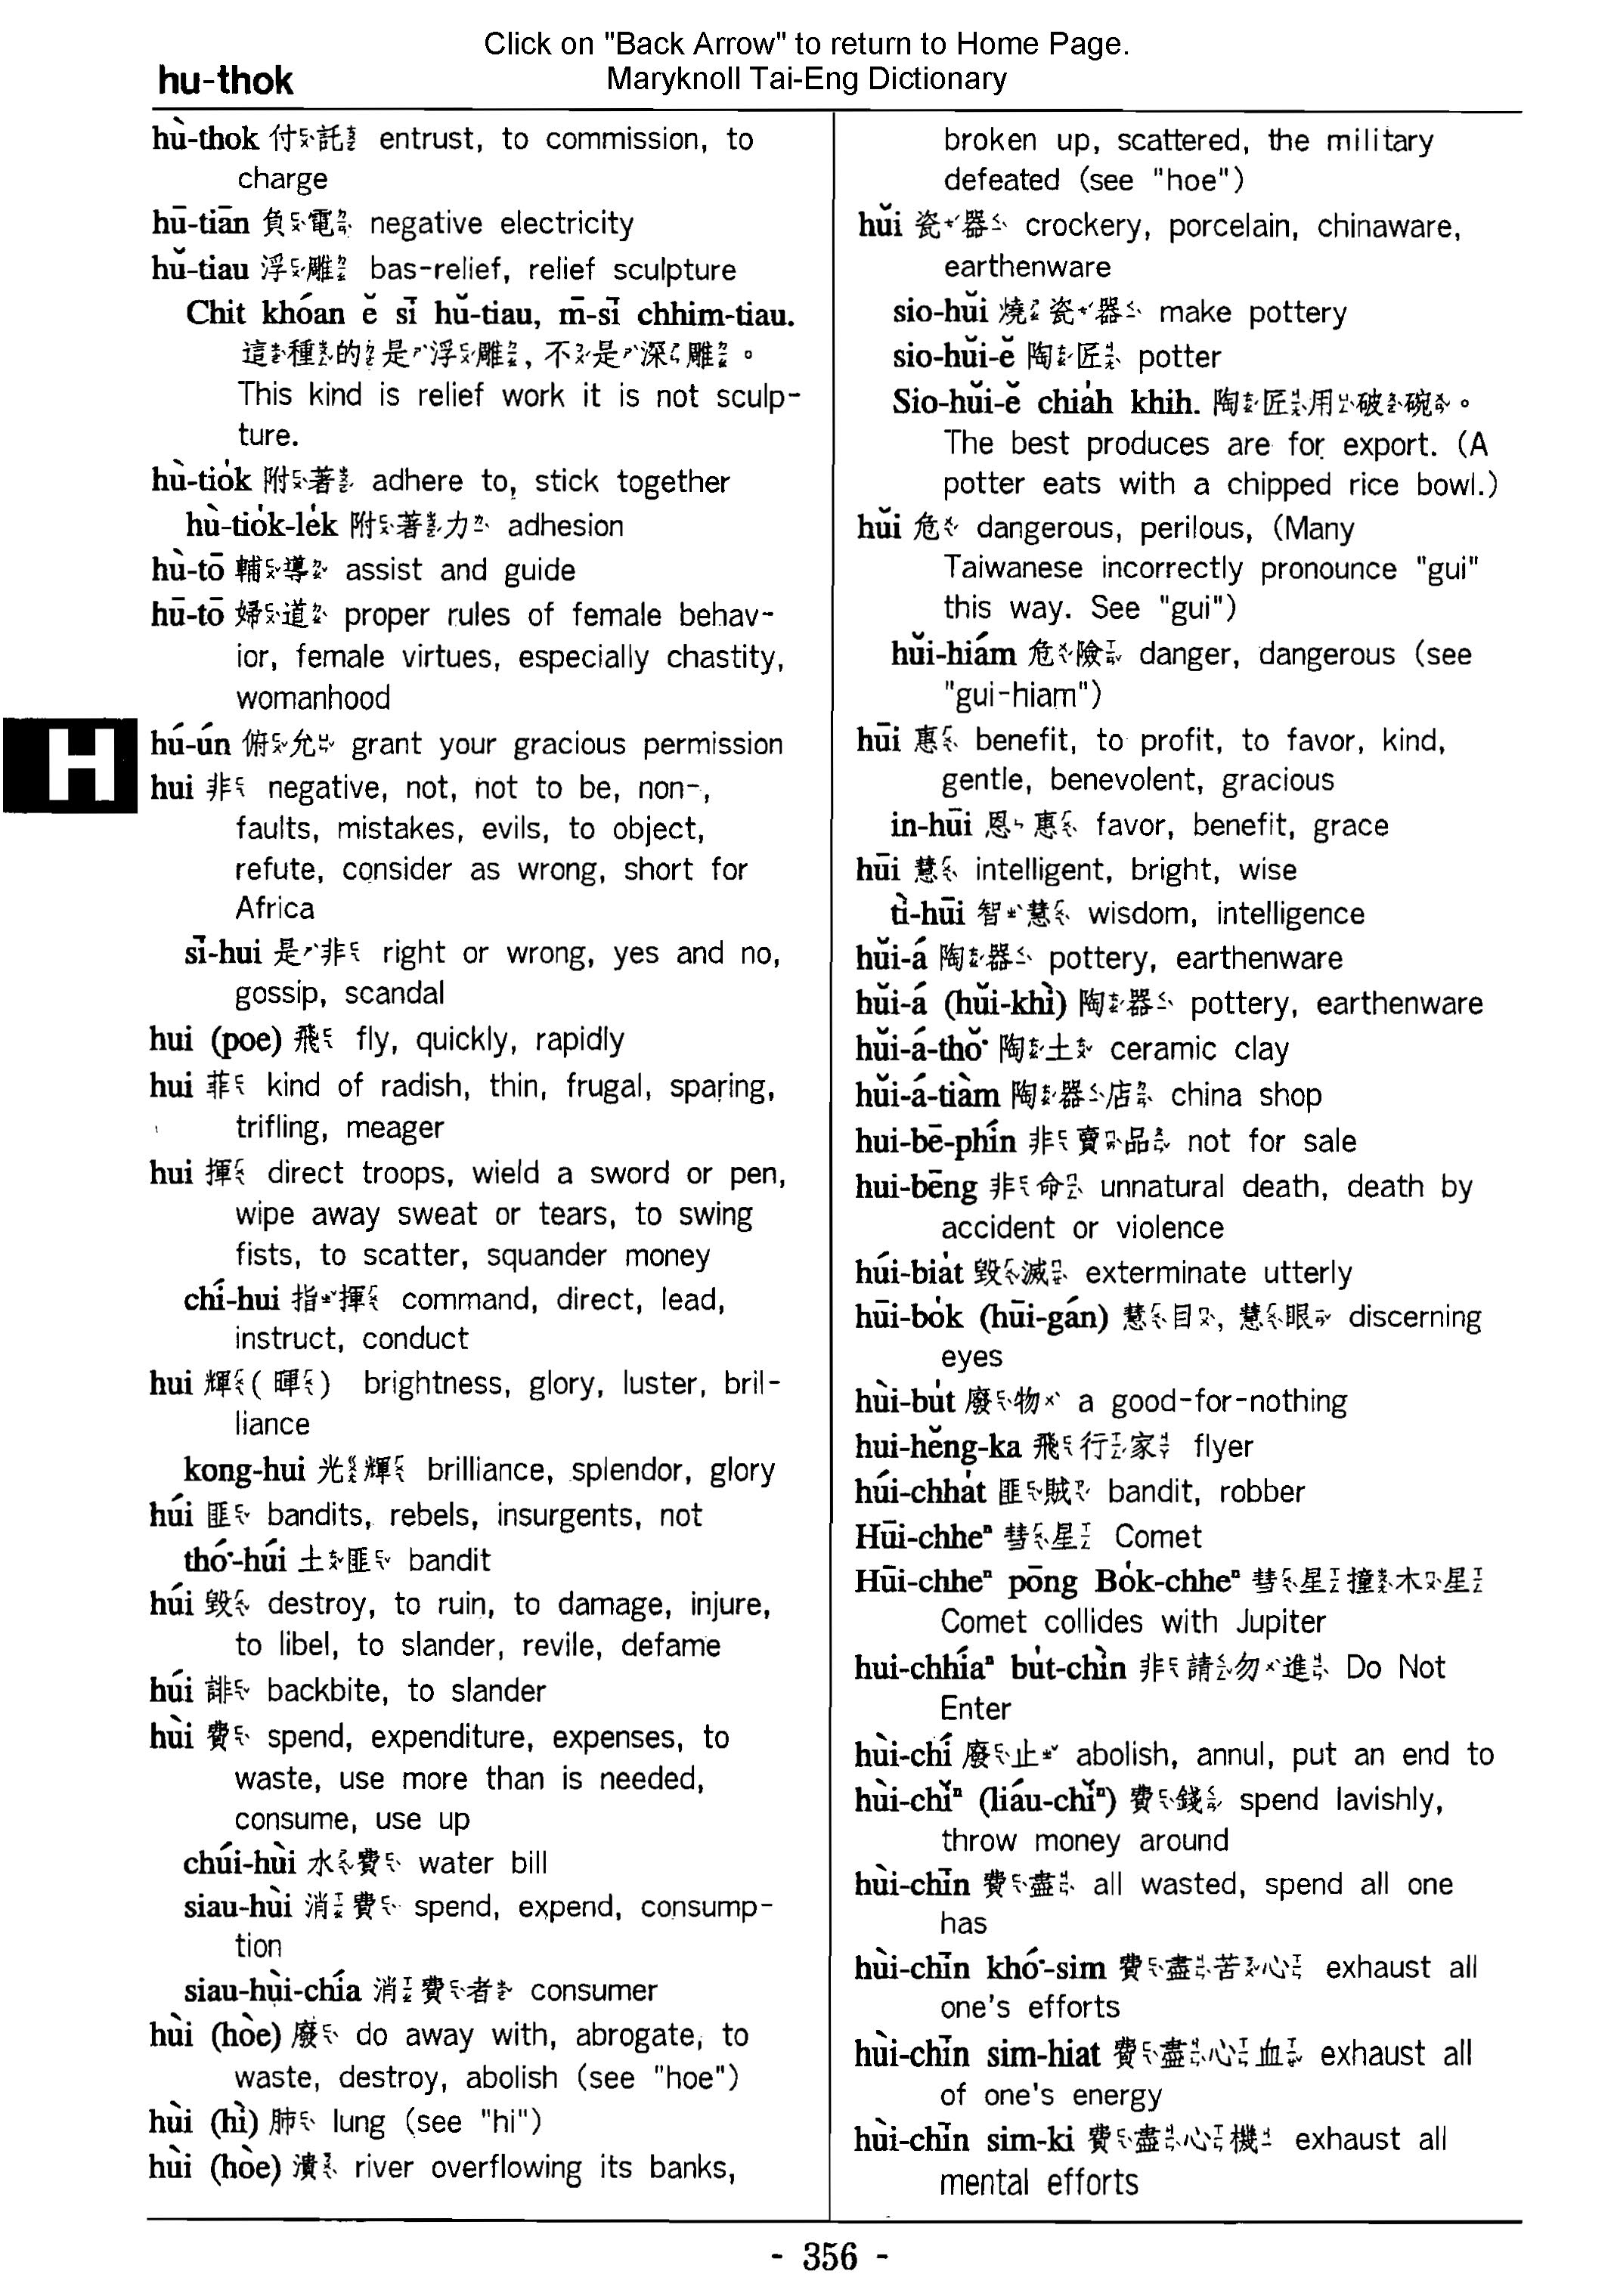 Click on "Back Arrow" to return to Home Page.
Maryknoll Tai-Eng Dictionary
hu-thok
hù-thok 付託 entrust, to commission, to
charge
hū-tiān 負電 negative electricity
hŭ-tiau 浮雕 bas-relief, relief sculpture
Chit khóan ĕ sī hŭ-tiau, m̄-sī chhim-tiau.
這種的是浮雕, 不是深雕。
This kind is relief work it is not sculp-
ture.
hù-tio̍k 附著 adhere to, stick together
hù-tio̍k-le̍k 附著力 adhesion
hù-tō 輔導 assist and guide
hū-tō 婦道 proper rules of female behav-
ior, female virtues, especially chastity,
womanhood
H
hú-ún 俯允 grant your gracious permission
hui 非 negative, not, not to be, non-,
faults, mistakes, evils, to object,
refute, consider as wrong, short for
Africa
sī-hui 是非 right or wrong, yes and no,
gossip, scandal
hui (poe) 飛 fly, quickly, rapidly
hui 菲 kind of radish, thin, frugal, sparing,
trifling, meager
hui 揮 direct troops, wield a sword or pen,
wipe away sweat or tears, to swing
fists, to scatter, squander money
chí-hui 指揮 command, direct, lead,
instruct, conduct
hui 輝( 暉) brightness, glory, luster, bril-
liance
kong-hui 光輝 brilliance, splendor, glory
húi 匪 bandits, rebels, insurgents, not
thó͘-húi 土匪 bandit
húi 毀 destroy, to ruin, to damage, injure,
to libel, to slander, revile, defame
húi 誹 backbite, to slander
hùi 費 spend, expenditure, expenses, to
waste, use more than is needed,
consume, use up
chúi-hùi 水費 water bill
siau-hùi 消費 spend, expend, consump-
tion
siau-hùi-chía 消費者 consumer
hùi (hòe) 廢 do away with, abrogate, to
waste, destroy, abolish (see "hoe")
hùi (hì) 肺 lung (see "hi")
hùi (hòe) 潰 river overflowing its banks,
broken up, scattered, the military
defeated (see "hoe")
hŭi 瓷器 crockery, porcelain, chinaware,
earthenware
sio-hŭi 燒瓷器 make pottery
sio-hŭi-ĕ 陶匠 potter
Sio-hŭi-ĕ chia̍h khih. 陶匠用破碗。
The best produces are for export. (A
potter eats with a chipped rice bowl.)
hŭi 危 dangerous, perilous, (Many
Taiwanese incorrectly pronounce "gui"
this way. See "gui")
hŭi-hiám 危險 danger, dangerous (see
"gui-hiam")
hūi 惠 benefit, to profit, to favor, kind,
gentle, benevolent, gracious
in-hūi 恩惠 favor, benefit, grace
hūi 慧 intelligent, bright, wise
tì-hūi 智慧 wisdom, intelligence
hŭi-á 陶器 pottery, earthenware
hŭi-á (hŭi-khì) 陶器 pottery, earthenware
hŭi-á-thŏ͘ 陶土 ceramic clay
hŭi-á-tiàm 陶器店 china shop
hui-bē-phín 非賣品 not for sale
hui-bēng 非命 unnatural death, death by
accident or violence
húi-bia̍t 毀滅 exterminate utterly
hūi-bo̍k (hūi-gán) 慧目, 慧眼 discerning
eyes
hùi-bu̍t 廢物 a good-for-nothing
hui-hĕng-ka 飛行家 flyer
húi-chha̍t 匪賊 bandit, robber
Hūi-chheⁿ 彗星 Comet
Hūi-chheⁿ pōng Bo̍k-chheⁿ 彗星撞木星
Comet collides with Jupiter
hui-chhíaⁿ bu̍t-chìn 非請勿進 Do Not
Enter
hùi-chí 廢止 abolish, annul, put an end to
hùi-chĭⁿ (liáu-chĭⁿ) 費錢 spend lavishly,
throw money around
hùi-chīn 費盡 all wasted, spend all one
has
hùi-chīn khó͘-sim 費盡苦心 exhaust all
one's efforts
hùi-chīn sim-hiat 費盡心血 exhaust all
of one's energy
hùi-chīn sim-ki 費盡心機 exhaust all
mental efforts
- 356 -